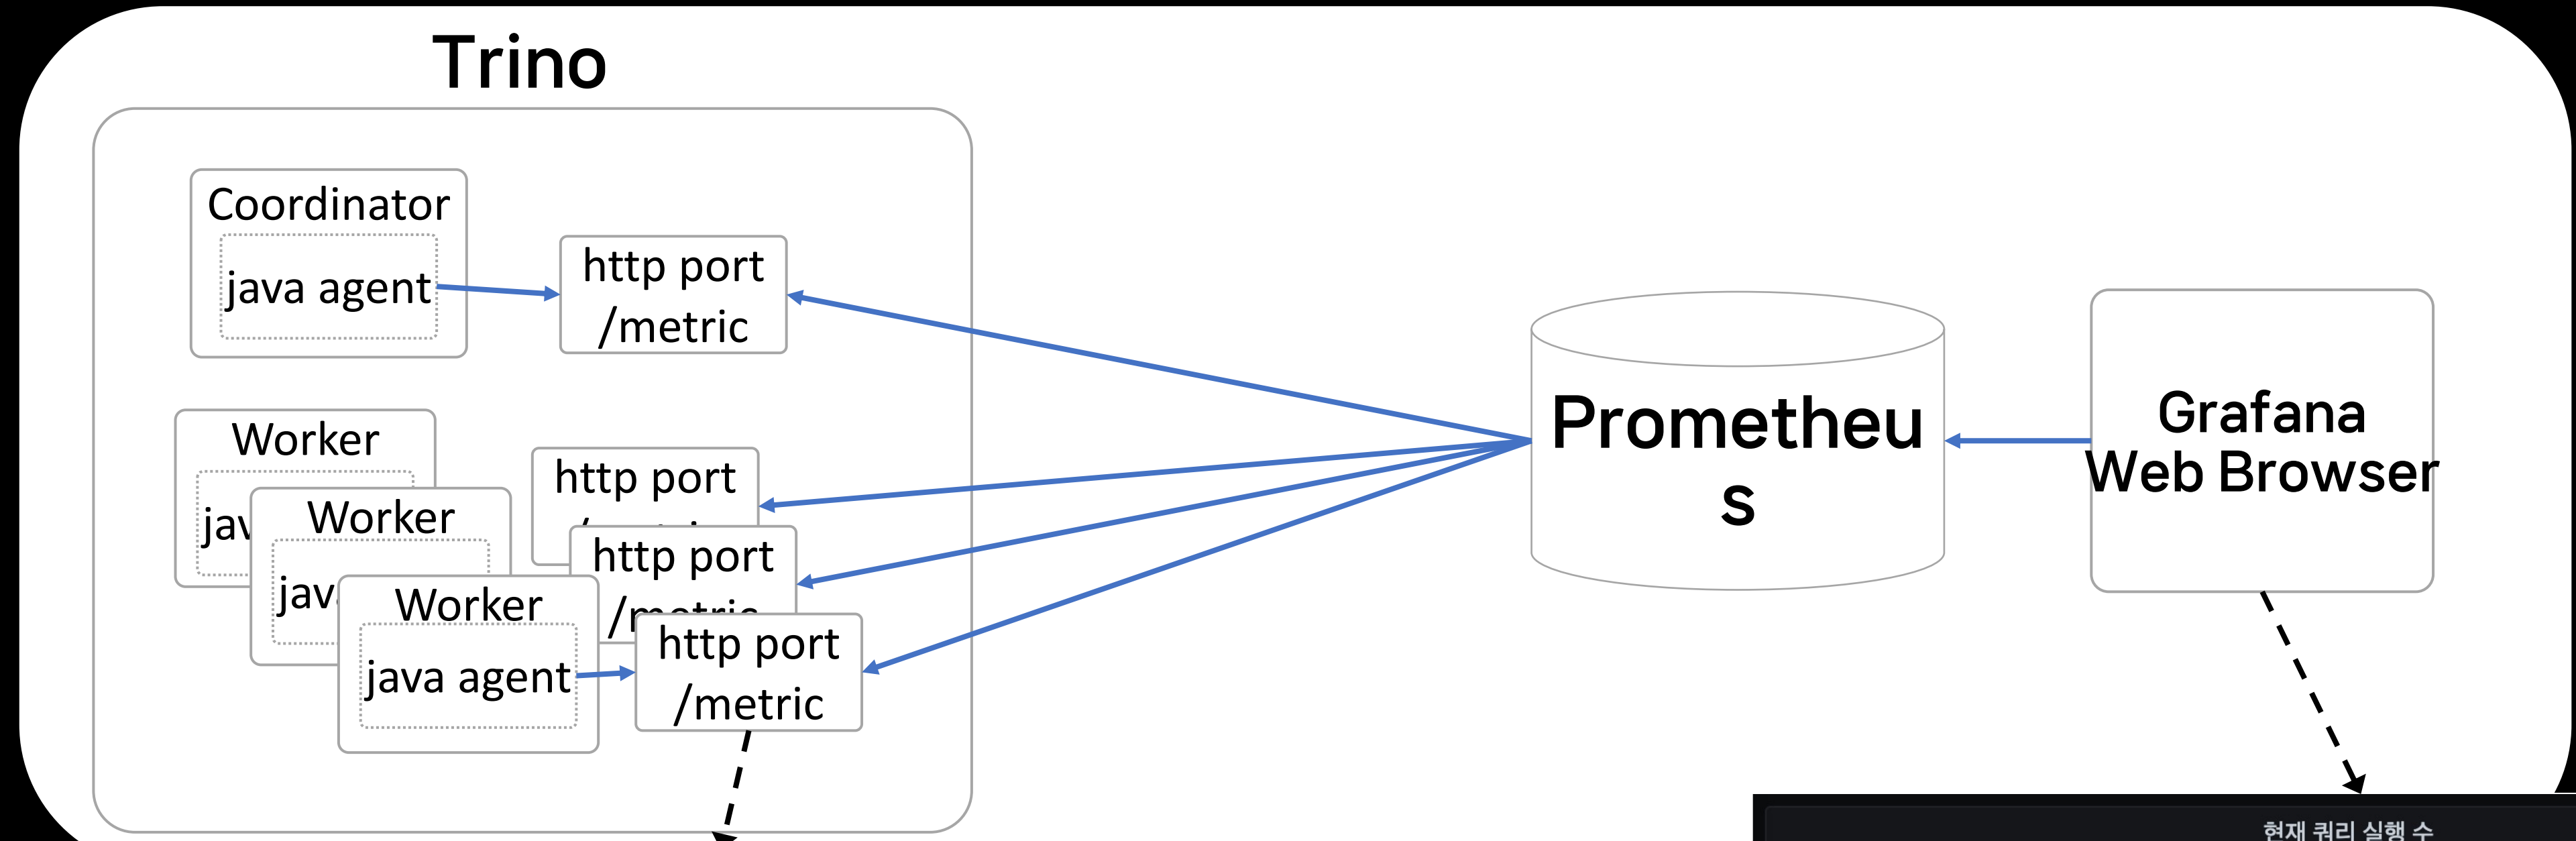 Trino
Coordinator
java agent
http port
/metric
Worker
http port
Worker
http port
Worker
java agent
http port
/metric
Prometheu
s
Grafana
Web Browser
현재 쿼리 실행 수